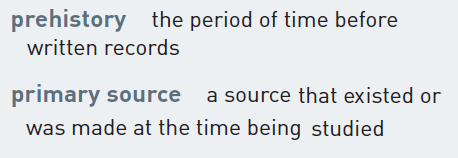 prehistory the period of time before
written records
primary source a source that existed or
was made at the time being studied